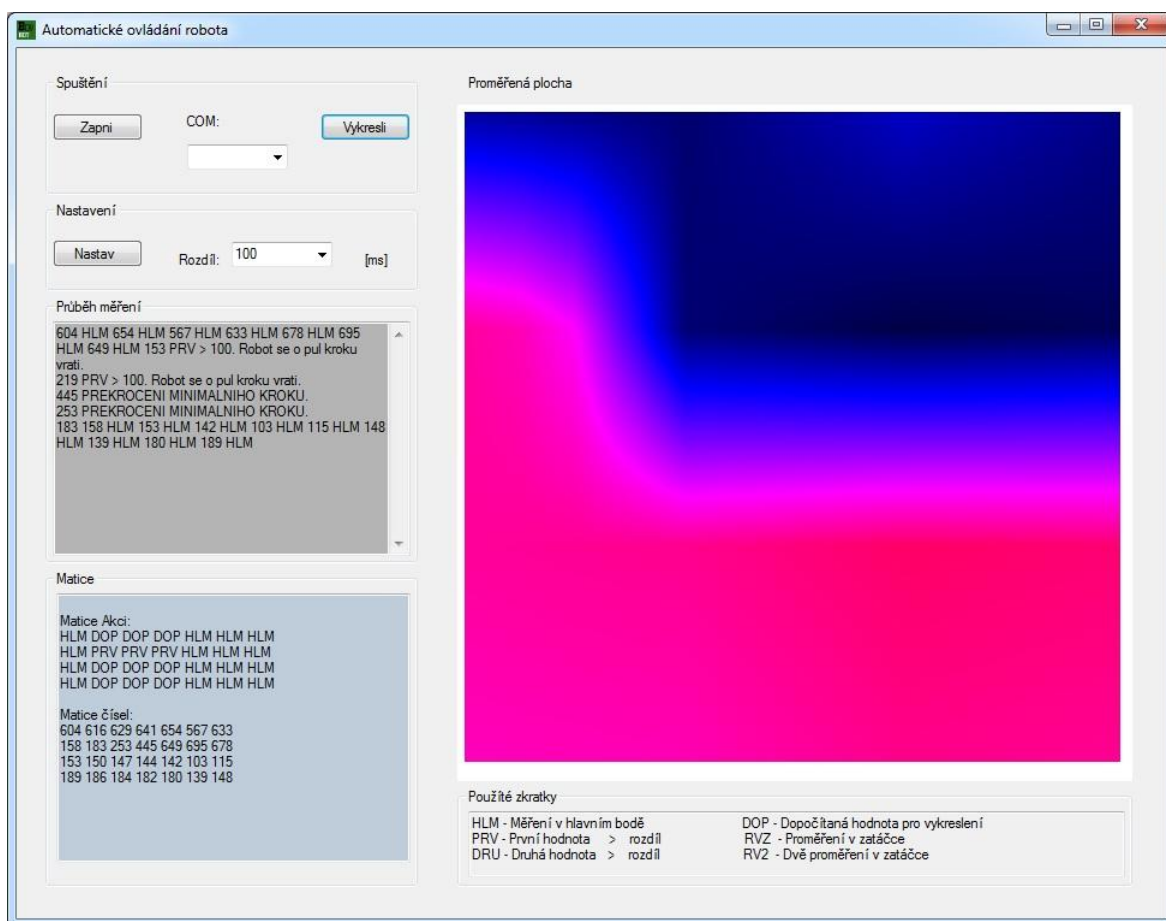 Automatické ovládání robota
Spuštění
Zapni
COM:
Vykresli
Nastavení
Nastav
Rozdíl:
100
[ms]
Průběh měření
604 HLM 654 HLM 567 HLM 633 HLM 678 HLM 695
HLM 649 HLM 153 PRV > 100. Robot se o pul kroku
vrati.
219 PRV > 100. Robot se o pul kroku vrati.
445 PREKROCENI MINIMALNIHO KROKU.
253 PREKROCENI MINIMALNIHO KROKU.
183 158 HLM 153 HLM 142 HLM 103 HLM 115 HLM 148
HLM 139 HLM 180 HLM 189 HLM
Matice
Matice Akci:
HLM DOP DOP DOP HLM HLM HLM
HLM PRV PRV PRV HLM HLM HLM
HLM DOP DOP DOP HLM HLM HLM
HLM DOP DOP DOP HLM HLM HLM
Matice čísel:
604 616 629 641 654 567 633
158 183 253 445 649 695 678
153 150 147 144 142 103 115
189 186 184 182 180 139 148
Proměřená plocha
Použíté zkratky
HLM - Měření v hlavním bodě
PRV - První hodnota > rozdíl
DRU - Druhá hodnota > rozdíl
DOP - Dopočítaná hodnota pro vykreslení
RVZ - Proměření v zatáčce
RV2 - Dvě proměření v zatáčce